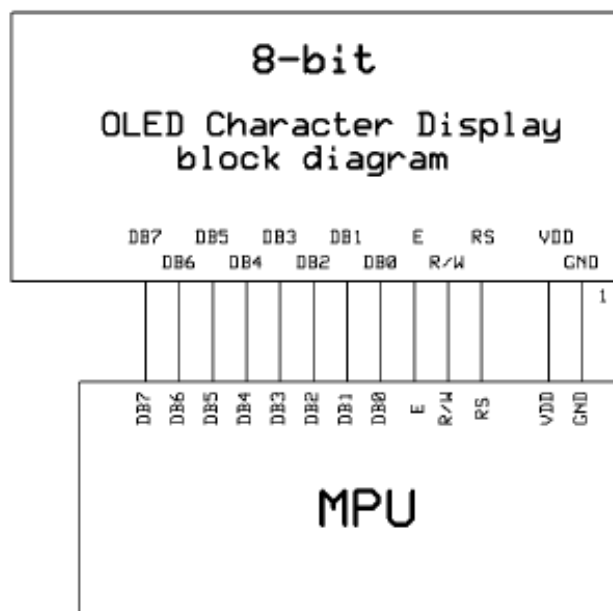 8-bit
OLED Character Display
block diagram
DB7 DB5 DB3 DB1 E RS VDD
DB6 DB4 DB2 DB0 R/W GND
1
DB7 DB6 DB5 DB4 DB3 DB2 DB1 DB0 E R/W RS VDD GND
MPU